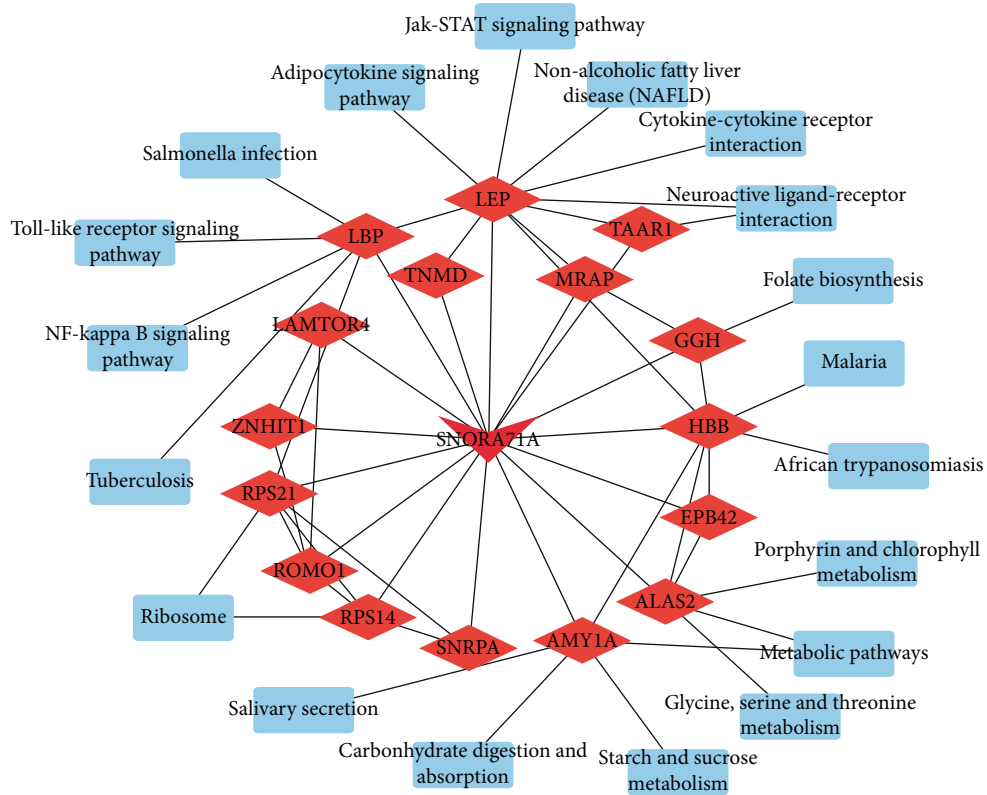 Jak-STAT signaling pathway
Adipocytokine signaling
pathway
Non-alcoholic fatty liver
disease (NAFLD)
Cytokine-cytokine receptor
interaction
Salmonella infection
Neuroactive ligand-receptor
interaction
LEP
TAAR1
LBP
Toll-like receptor signaling
pathway
TNMD
MRAP
Folate biosynthesis
LAMTOR4
NF-kappa B signaling
pathway
GGH
Malaria
ZNHIT1
SNORA71A
HBB
Tuberculosis
African trypanosomiasis
RPS21
EPB42
Porphyrin and chlorophyll
metabolism
ROMO1
ALAS2
Ribosome
RPS14
SNRPA
AMY1A
Metabolic pathways
Salivary secretion
Glycine, serine and threonine
metabolism
Carbonhydrate digestion and
absorption
Starch and sucrose
metabolism